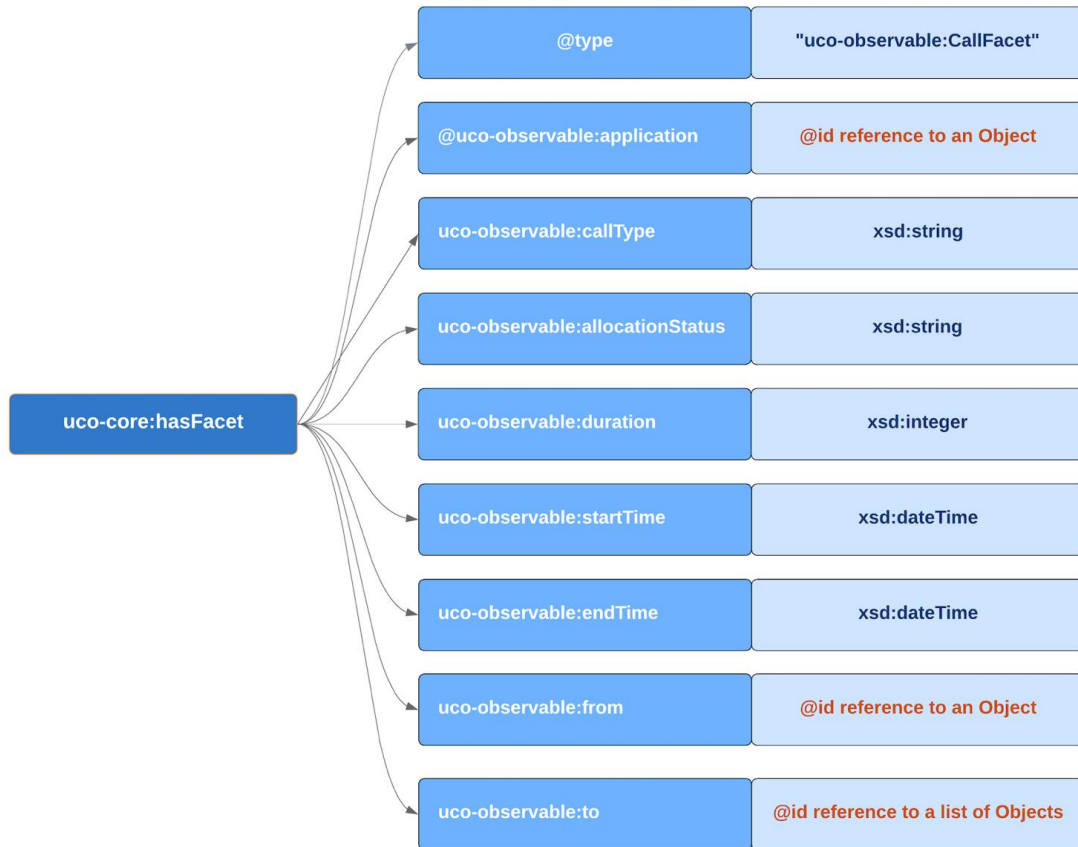 @type
"uco-observable:CallFacet"
@uco-observable:application
@id reference to an Object
uco-observable:callType
xsd:string
uco-observable:allocationStatus
xsd:string
uco-core:hasFacet
uco-observable:duration
xsd:integer
uco-observable:startTime
xsd:dateTime
uco-observable:endTime
xsd:dateTime
uco-observable:from
@id reference to an Object
uco-observable:to
@id reference to a list of Objects